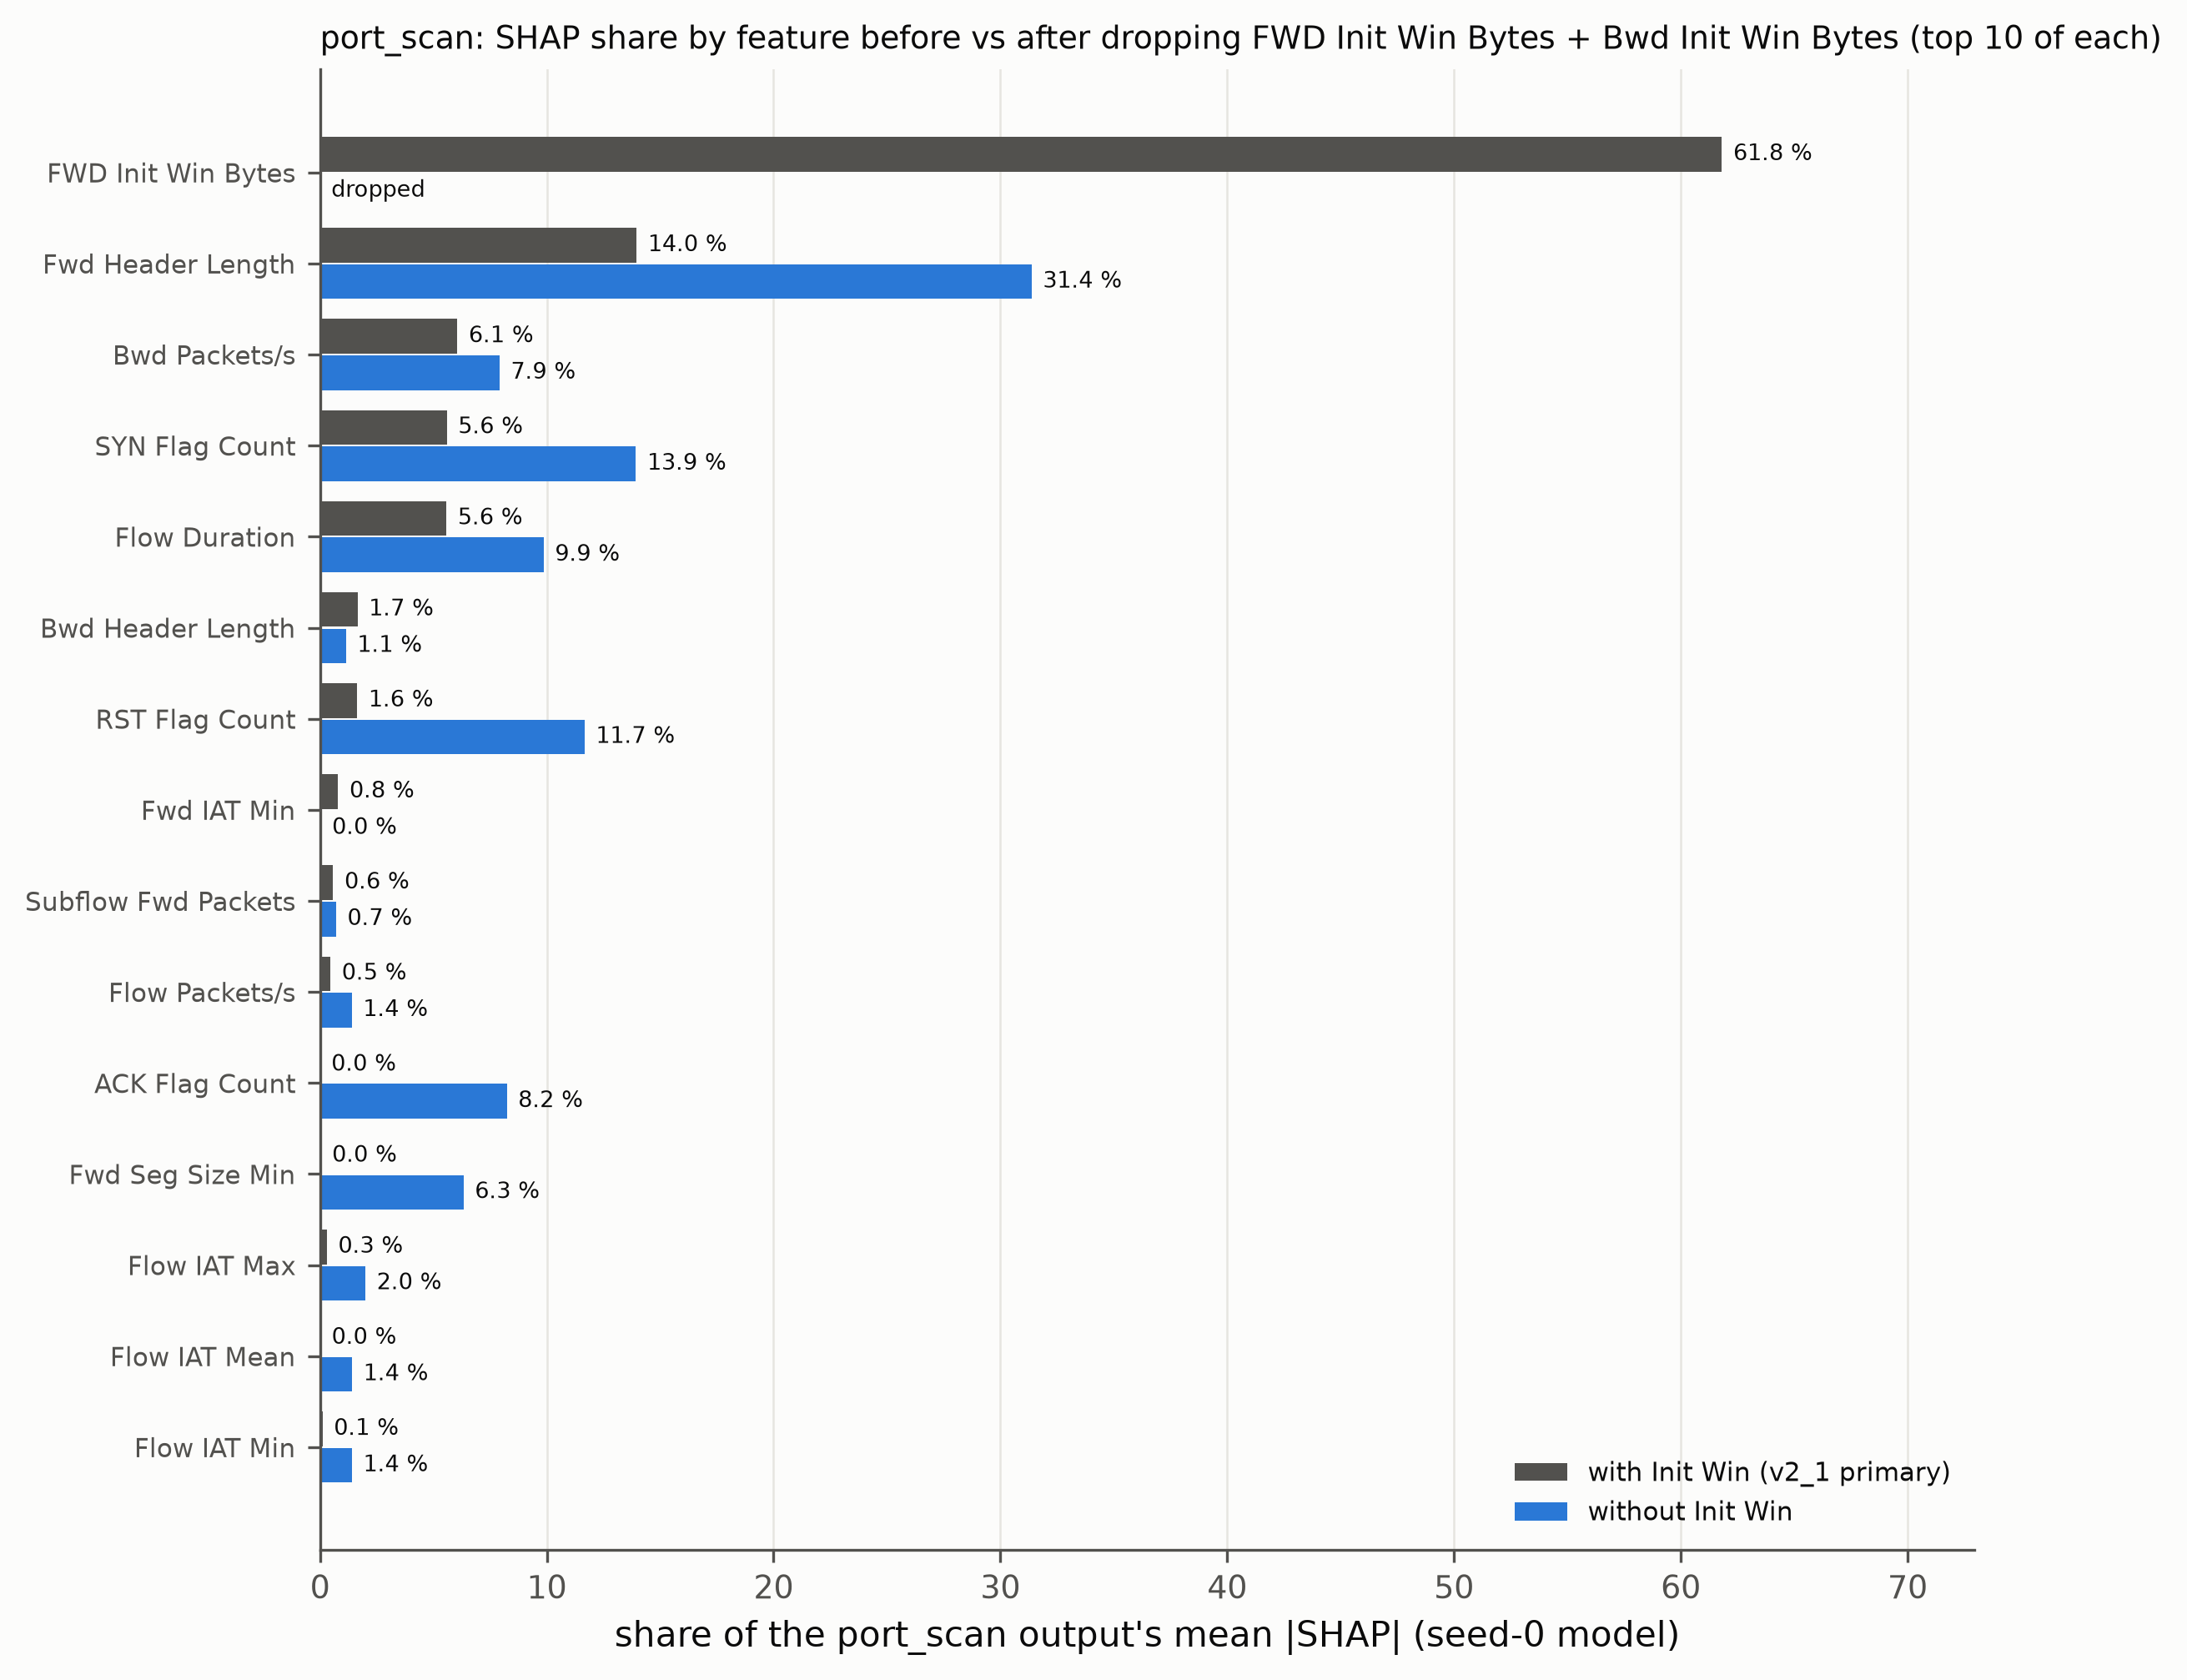 port_scan: SHAP share by feature before vs after dropping FWD Init Win Bytes + Bwd Init Win Bytes (top 10 of each)
FWD Init Win Bytes
61.8 %
dropped
Fwd Header Length
14.0 %
31.4 %
Bwd Packets/s
6.1 %
7.9 %
SYN Flag Count
5.6 %
13.9 %
Flow Duration
5.6 %
9.9 %
Bwd Header Length
1.7 %
1.1 %
RST Flag Count
1.6 %
11.7 %
Fwd IAT Min
0.8 %
0.0 %
Subflow Fwd Packets
0.6 %
0.7 %
Flow Packets/s
0.5 %
1.4 %
ACK Flag Count
0.0 %
8.2 %
Fwd Seg Size Min
0.0 %
6.3 %
Flow IAT Max
0.3 %
2.0 %
Flow IAT Mean
0.0 %
1.4 %
Flow IAT Min
0.1 %
1.4 %
with Init Win (v2_1 primary)
without Init Win
0 10 20 30 40 50 60 70
share of the port_scan output's mean |SHAP| (seed-0 model)